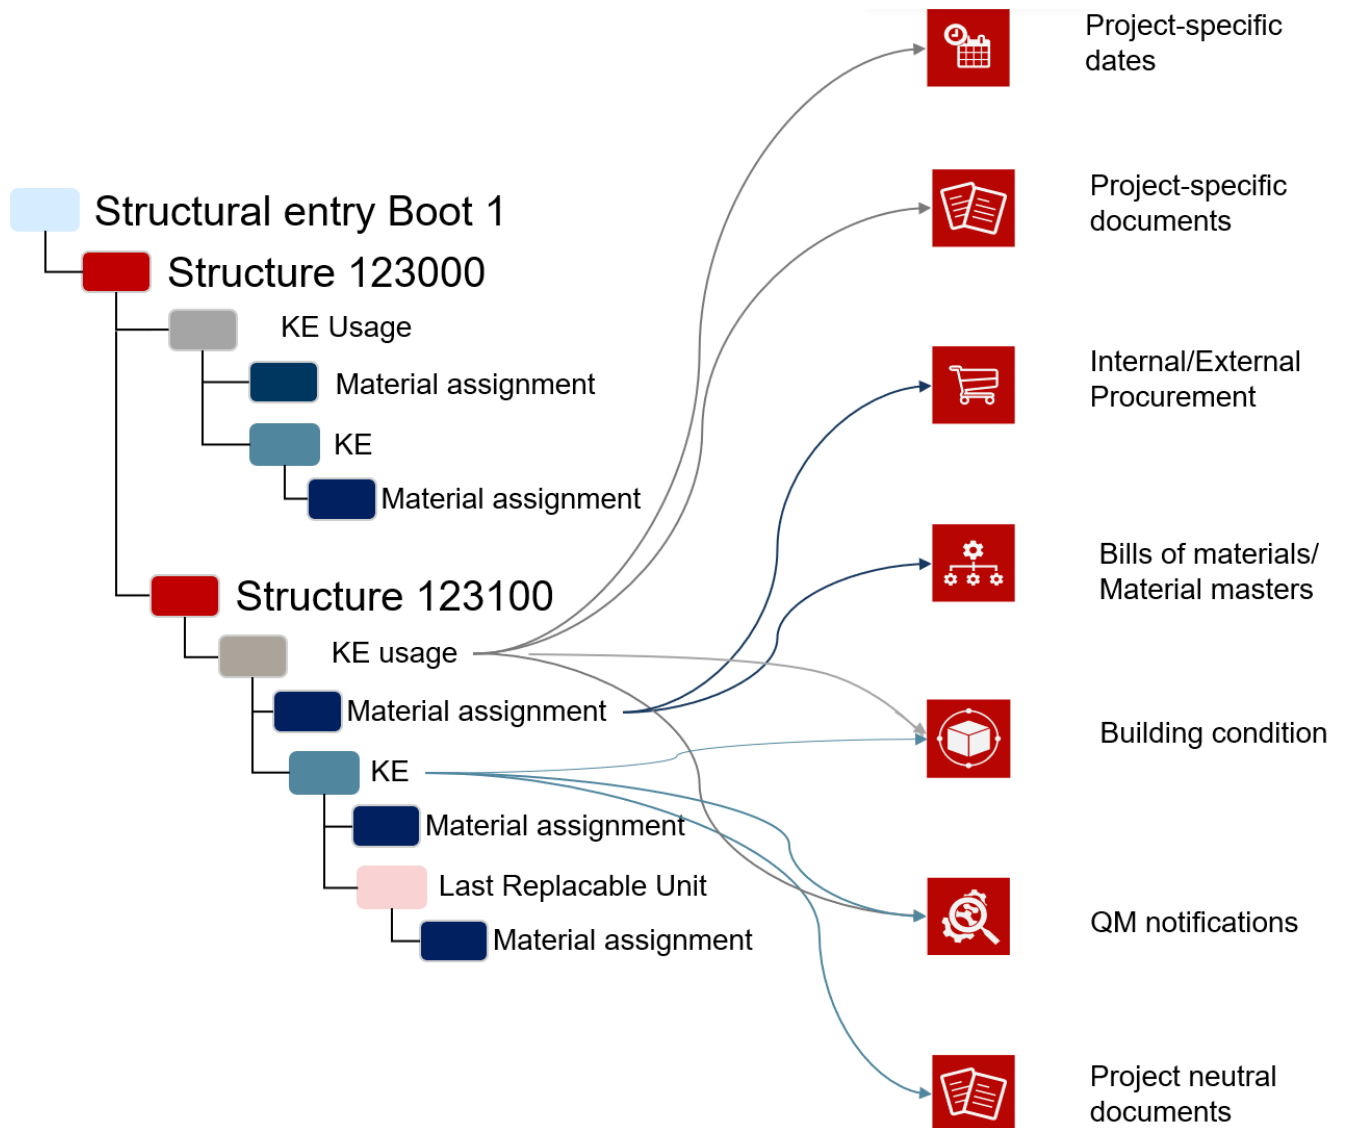 Structural entry Boot 1
Structure 123000
KE Usage
Material assignment
KE
Material assignment
Structure 123100
KE usage
Material assignment
KE
Material assignment
Last Replacable Unit
Material assignment
Project-specific
dates
Project-specific
documents
Internal/External
Procurement
Bills of materials/
Material masters
Building condition
QM notifications
Project neutral
documents